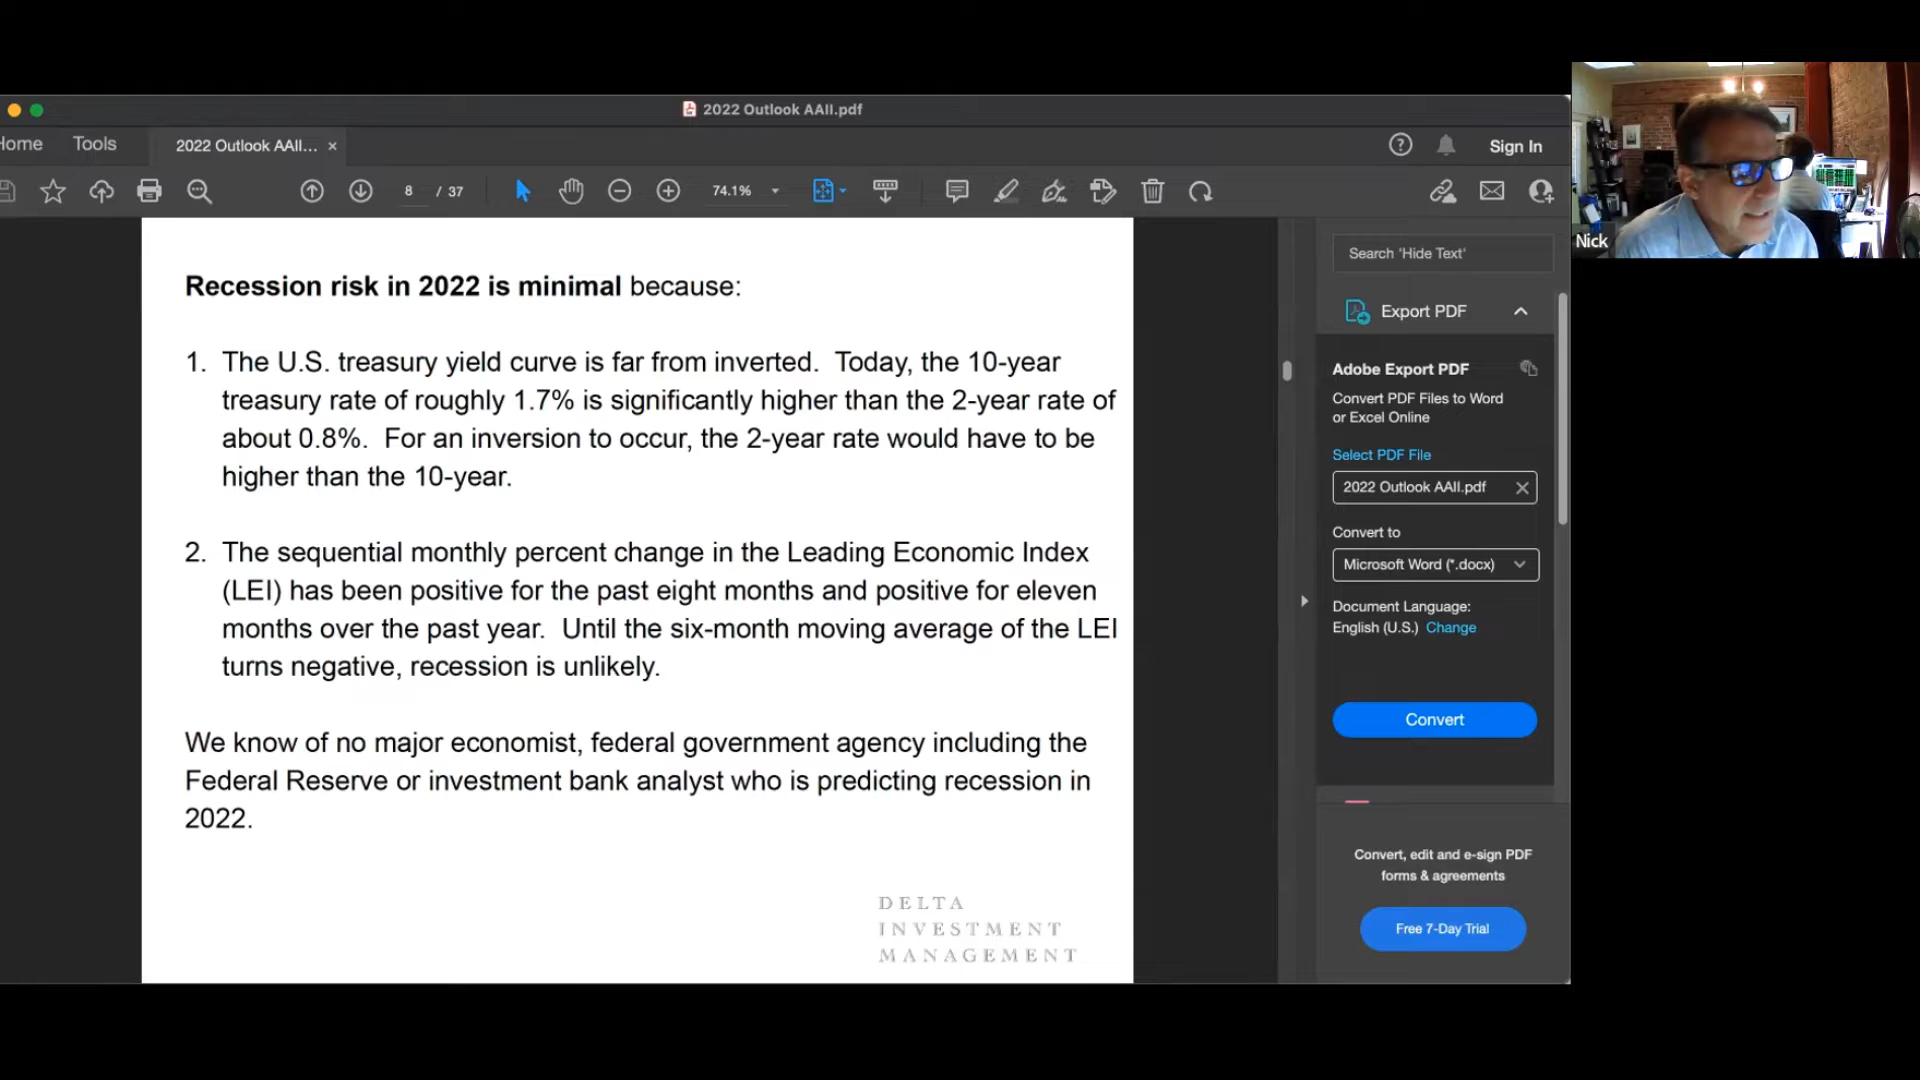 2022 Outlook AAII.pdf
Home
Tools
2022 Outlook AAII... ×
Sign In
8 / 37
74.1%
Nick
Recession risk in 2022 is minimal because:
1. The U.S. treasury yield curve is far from inverted. Today, the 10-year
treasury rate of roughly 1.7% is significantly higher than the 2-year rate of
about 0.8%. For an inversion to occur, the 2-year rate would have to be
higher than the 10-year.
2. The sequential monthly percent change in the Leading Economic Index
(LEI) has been positive for the past eight months and positive for eleven
months over the past year. Until the six-month moving average of the LEI
turns negative, recession is unlikely.
We know of no major economist, federal government agency including the
Federal Reserve or investment bank analyst who is predicting recession in
2022.
DELTA
INVESTMENT
MANAGEMENT
Search 'Hide Text'
Export PDF
Adobe Export PDF
Convert PDF Files to Word
or Excel Online
Select PDF File
2022 Outlook AAII.pdf
Convert to
Microsoft Word (*.docx)
Document Language:
English (U.S.) Change
Convert
Convert, edit and e-sign PDF
forms & agreements
Free 7-Day Trial